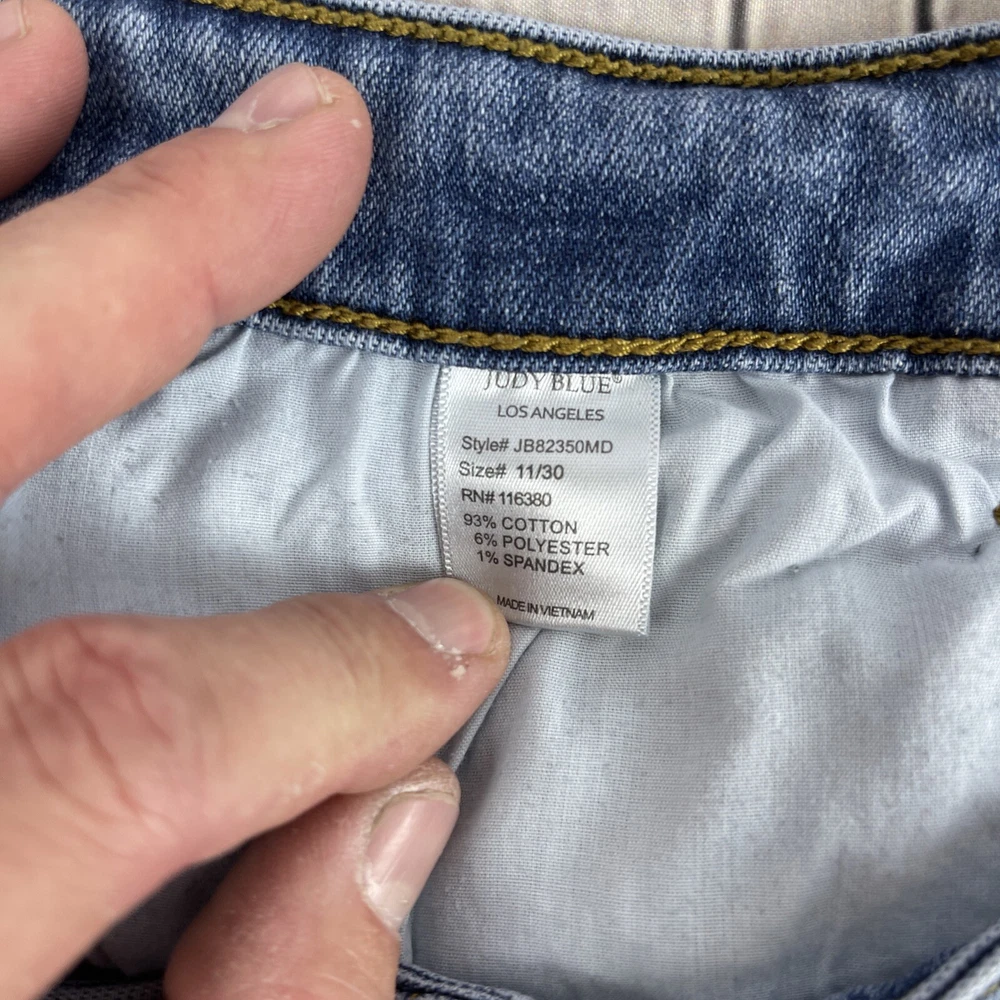 JUDY BLUE®
LOS ANGELES
Style# JB82350MD
Size# 11/30
RN# 116380
93% COTTON
6% POLYESTER
1% SPANDEX
MADE IN VIETNAM